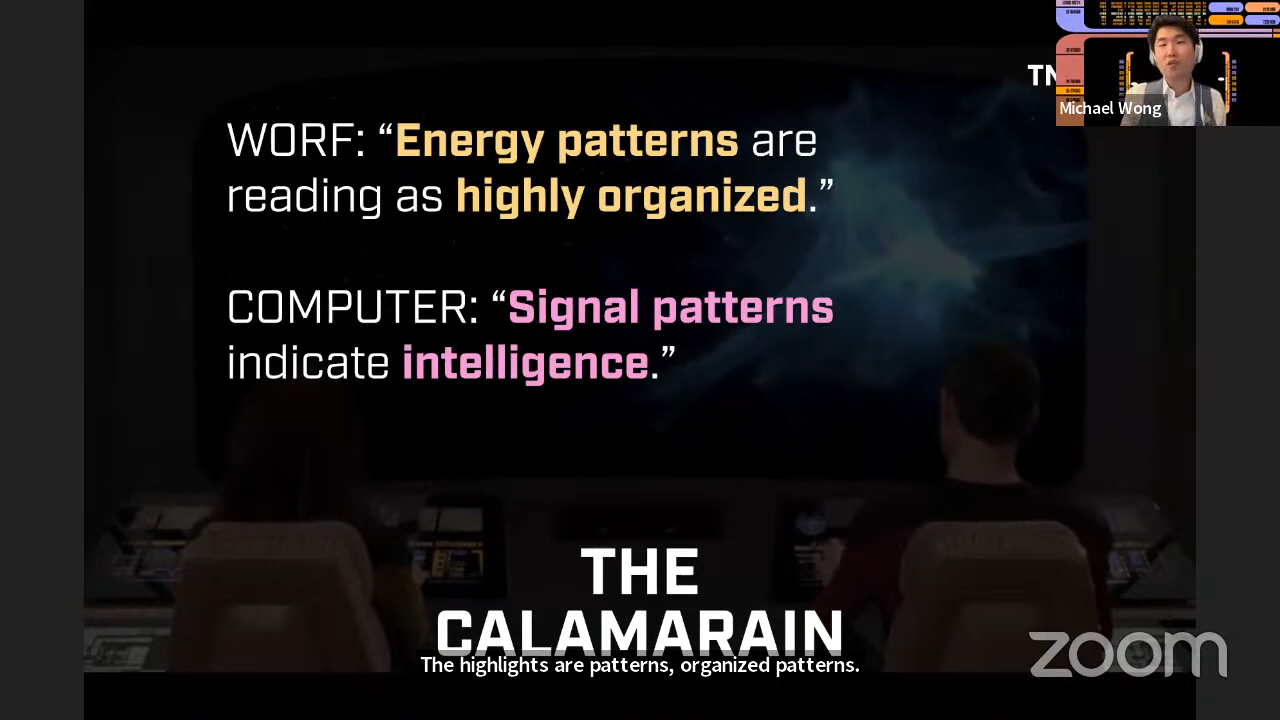 TN
Michael Wong
WORF: “Energy patterns are
reading as highly organized.”
COMPUTER: “Signal patterns
indicate intelligence.”
THE
CALAMARAIN
The highlights are patterns, organized patterns.
zoom